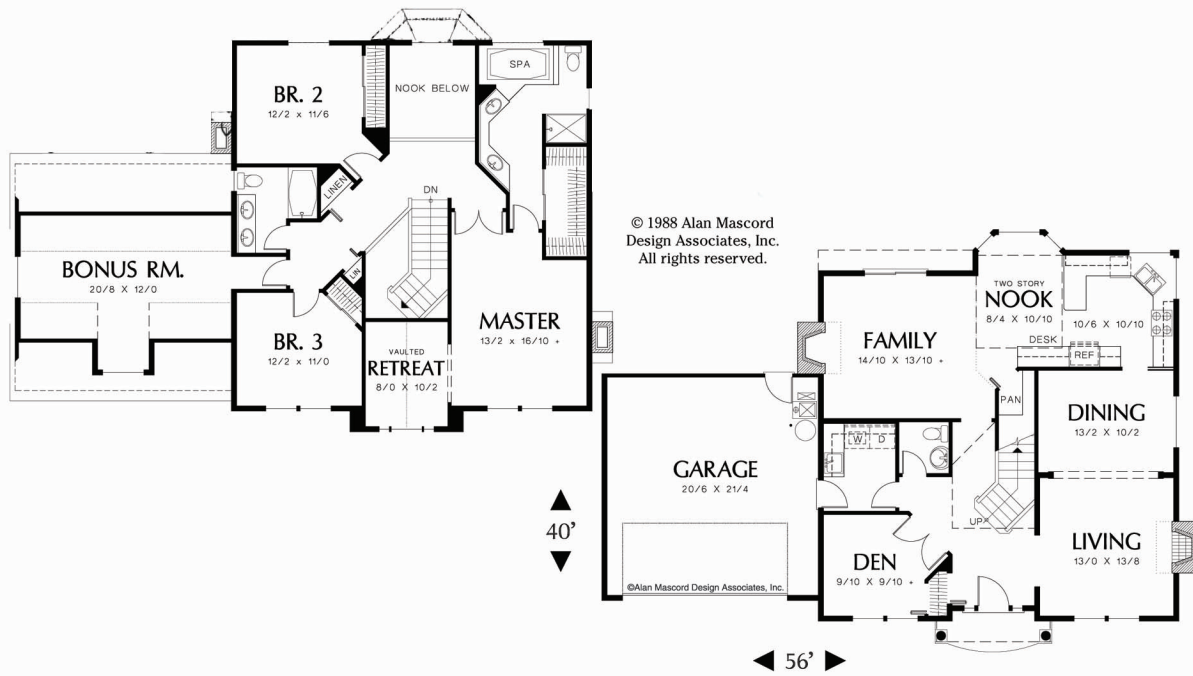 SPA
NOOK BELOW
BR. 2
12/2 x 11/6
LINEN
DN
BONUS RM.
20/8 X 12/0
LIN
BR. 3
12/2 x 11/0
VAULTED
RETREAT
8/0 X 10/2
MASTER
13/2 x 16/10 +
© 1988 Alan Mascord
Design Associates, Inc.
All rights reserved.
40'
TWO STORY
NOOK
8/4 X 10/10
10/6 X 10/10
DESK
REF
FAMILY
14/10 X 13/10 +
PAN
DINING
13/2 X 10/2
W D
GARAGE
20/6 X 21/4
UP
LIVING
13/0 X 13/8
DEN
9/10 X 9/10 +
©Alan Mascord Design Associates, Inc.
56'